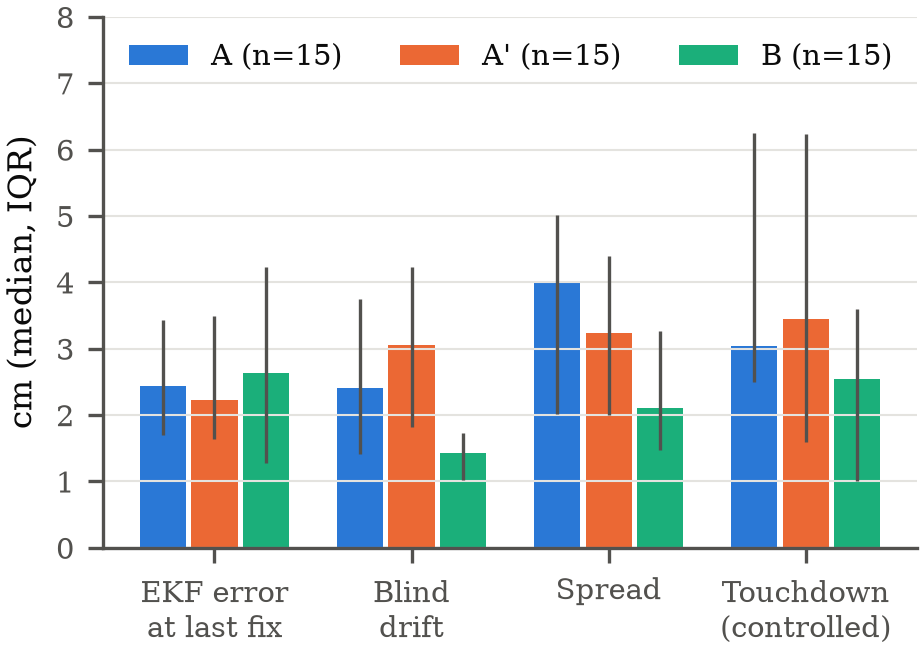 8
A (n=15)
A' (n=15)
B (n=15)
7
6
5
4
3
2
1
0
cm (median, IQR)
EKF error
at last fix
Blind
drift
Spread
Touchdown
(controlled)